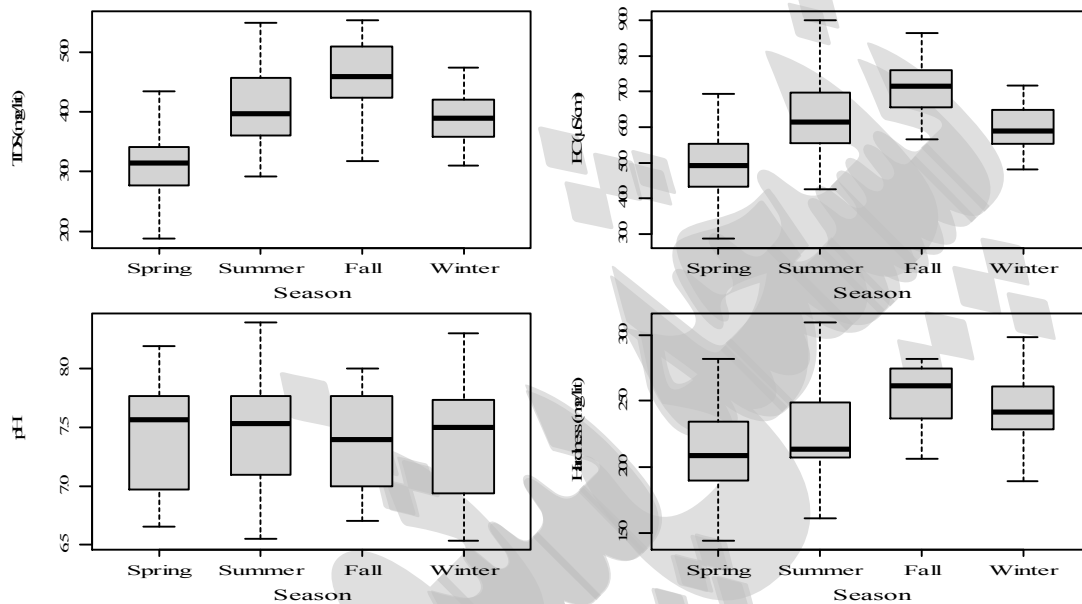 TDS (mg/lit)
500
400
300
200
Spring Summer Fall Winter
Season
EC (µS/cm)
900
800
700
600
500
400
300
Spring Summer Fall Winter
Season
pH
8.0
7.5
7.0
6.5
Spring Summer Fall Winter
Season
Hardness (mg/lit)
300
250
200
150
Spring Summer Fall Winter
Season